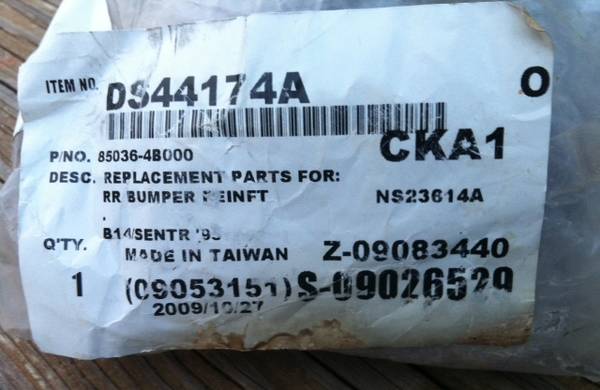 ITEM NO. DS44174A O
P/NO. 85036-4B000 CKA1
DESC. REPLACEMENT PARTS FOR:
RR BUMPER REINFT NS23614A
.
B14/SENTR '95
Q'TY. MADE IN TAIWAN Z-09083440
1 (09053151) S-09026529
2009/10/27